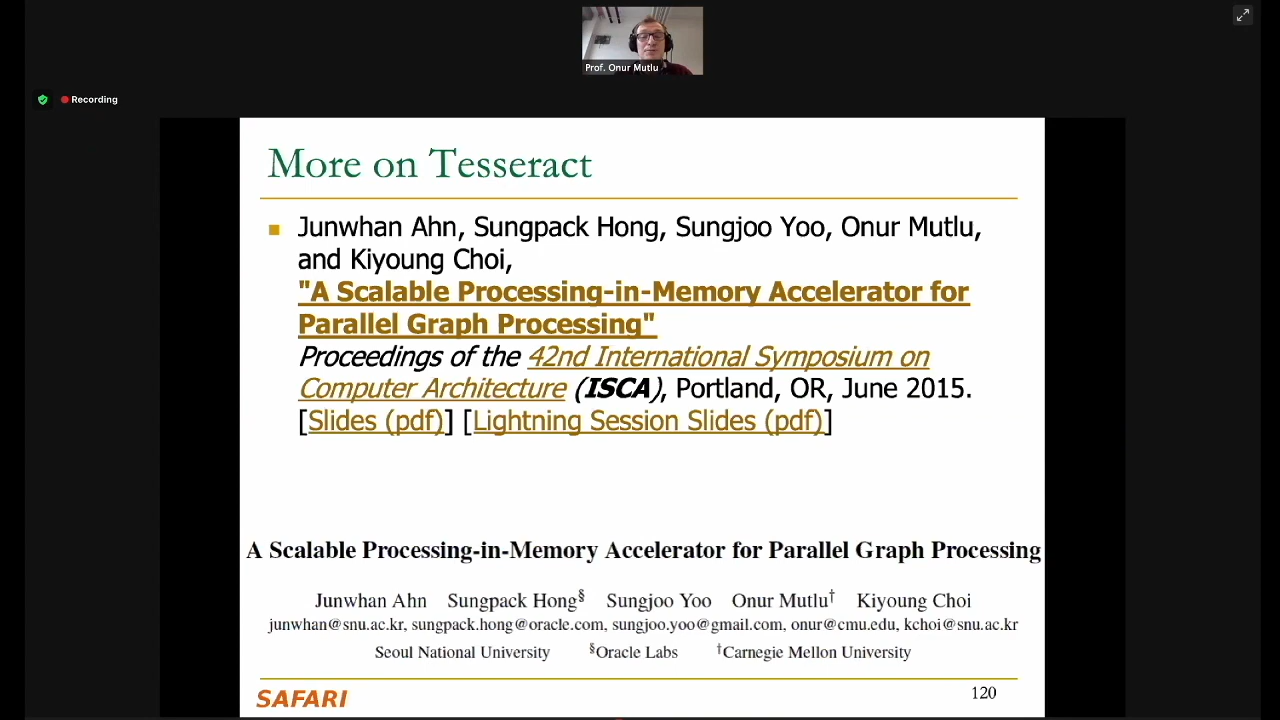 Prof. Onur Mutlu
Recording
More on Tesseract
Junwhan Ahn, Sungpack Hong, Sungjoo Yoo, Onur Mutlu,
and Kiyoung Choi,
"A Scalable Processing-in-Memory Accelerator for
Parallel Graph Processing"
Proceedings of the 42nd International Symposium on
Computer Architecture (ISCA), Portland, OR, June 2015.
[Slides (pdf)] [Lightning Session Slides (pdf)]
A Scalable Processing-in-Memory Accelerator for Parallel Graph Processing
Junwhan Ahn Sungpack Hong§ Sungjoo Yoo Onur Mutlu† Kiyoung Choi
junwhan@snu.ac.kr, sungpack.hong@oracle.com, sungjoo.yoo@gmail.com, onur@cmu.edu, kchoi@snu.ac.kr
Seoul National University §Oracle Labs †Carnegie Mellon University
SAFARI
120